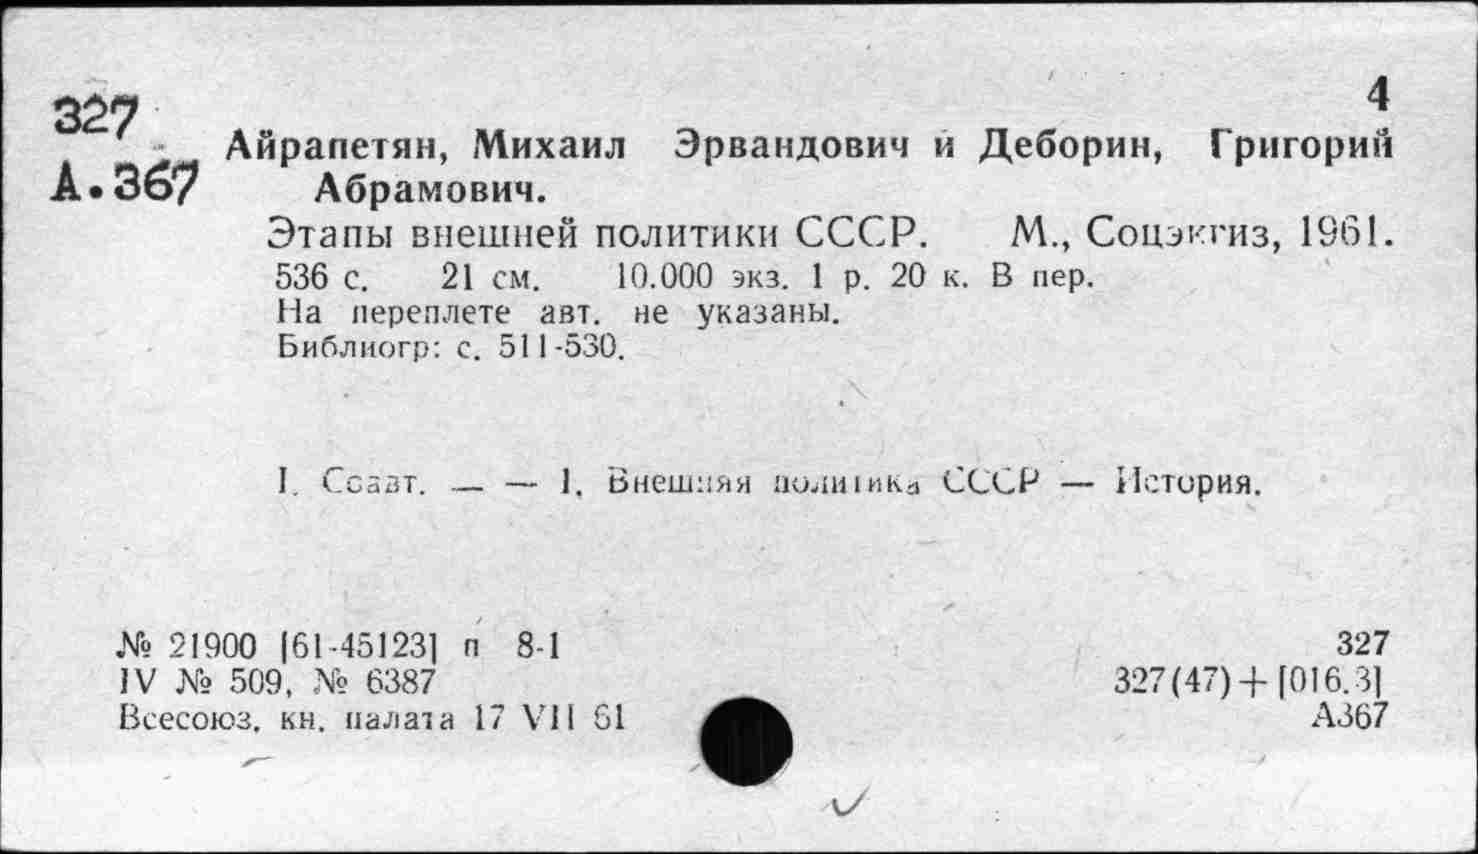 4
327
А.367
Айрапетян, Михаил Эрвандович и Деборин, Григорий
Абрамович.
Этапы внешней политики СССР. М., Соцэкгиз, 1961.
536 с. 21 см. 10.000 экз. 1 р. 20 к. В пер.
На переплете авт. не указаны.
Библиогр: с. 511-530.
I. Соавт. — — 1. Внешняя политика СССР — История.
№ 21900 [61-45123] п 8-1
IV № 509, № 6387
Всесоюз. кн. палата 17 VII 61
327
327(47)+[016.3]
А367